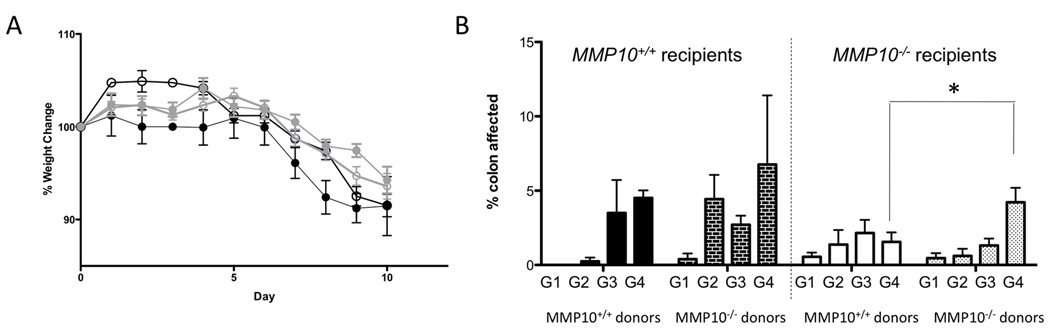 A
110
100
90
% Weight Change
0
5
10
Day
B
15
10
5
0
% colon affected
MMP10+/+ recipients
MMP10-/- recipients
*
G1 G2 G3 G4 G1 G2 G3 G4 G1 G2 G3 G4 G1 G2 G3 G4
MMP10+/+ donors MMP10-/- donors MMP10+/+ donors MMP10-/- donors